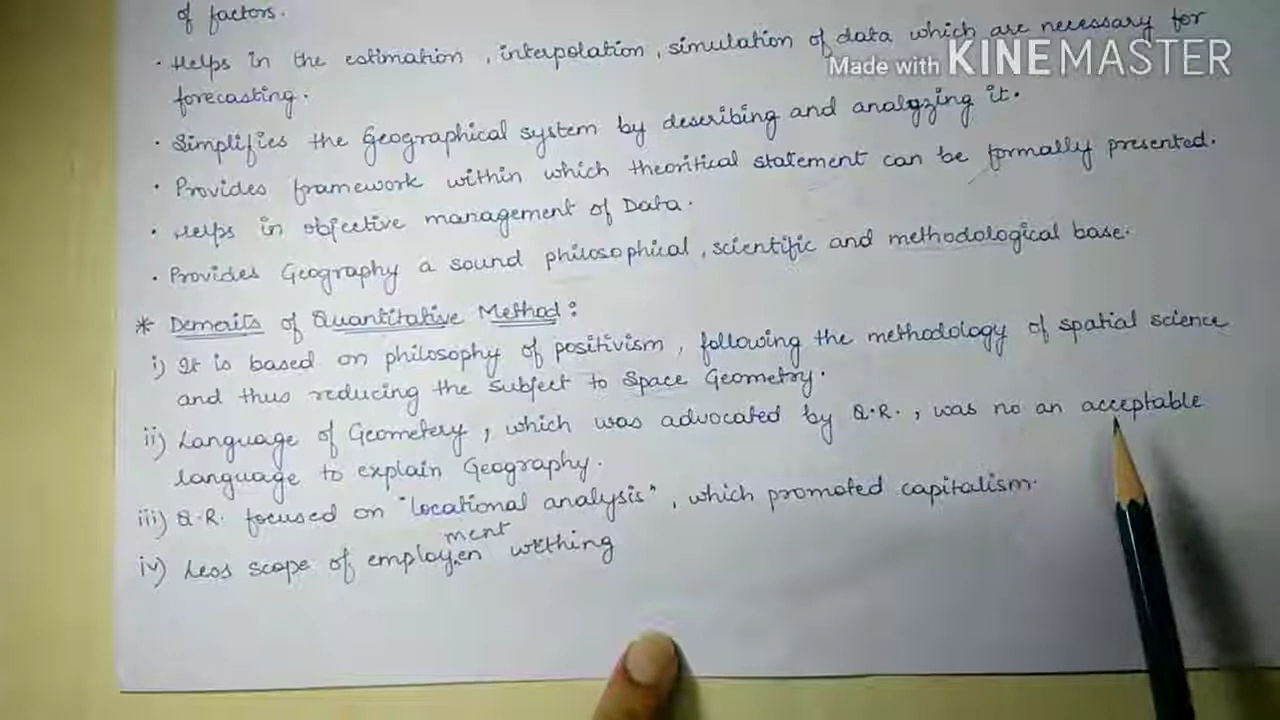 of factors.
• Helps in the estimation, interpolation, simulation of data which are necessary for
Made with KINEMASTER
forecasting.
• Simplifies the Geographical system by describing and analyzing it.
• Provides framework within which theoritical statement can be formally presented.
• Helps in objective management of Data.
• Provides Geography a sound philosophical, scientific and methodological base.
* Demerits of Quantitative Method:
i) It is based on philosophy of positivism, following the methodology of spatial science
and thus reducing the subject to Space Geometry.
ii) Language of Geometery, which was advocated by Q.R., was no an acceptable
language to explain Geography.
iii) Q.R. focused on "locational analysis", which promoted capitalism.
ment
iv) Less scope of employ,en